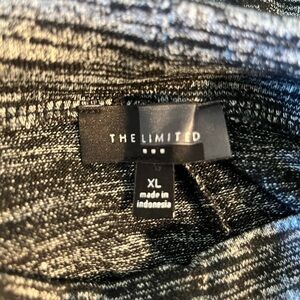 THE LIMITED
XL
made in
indonesia